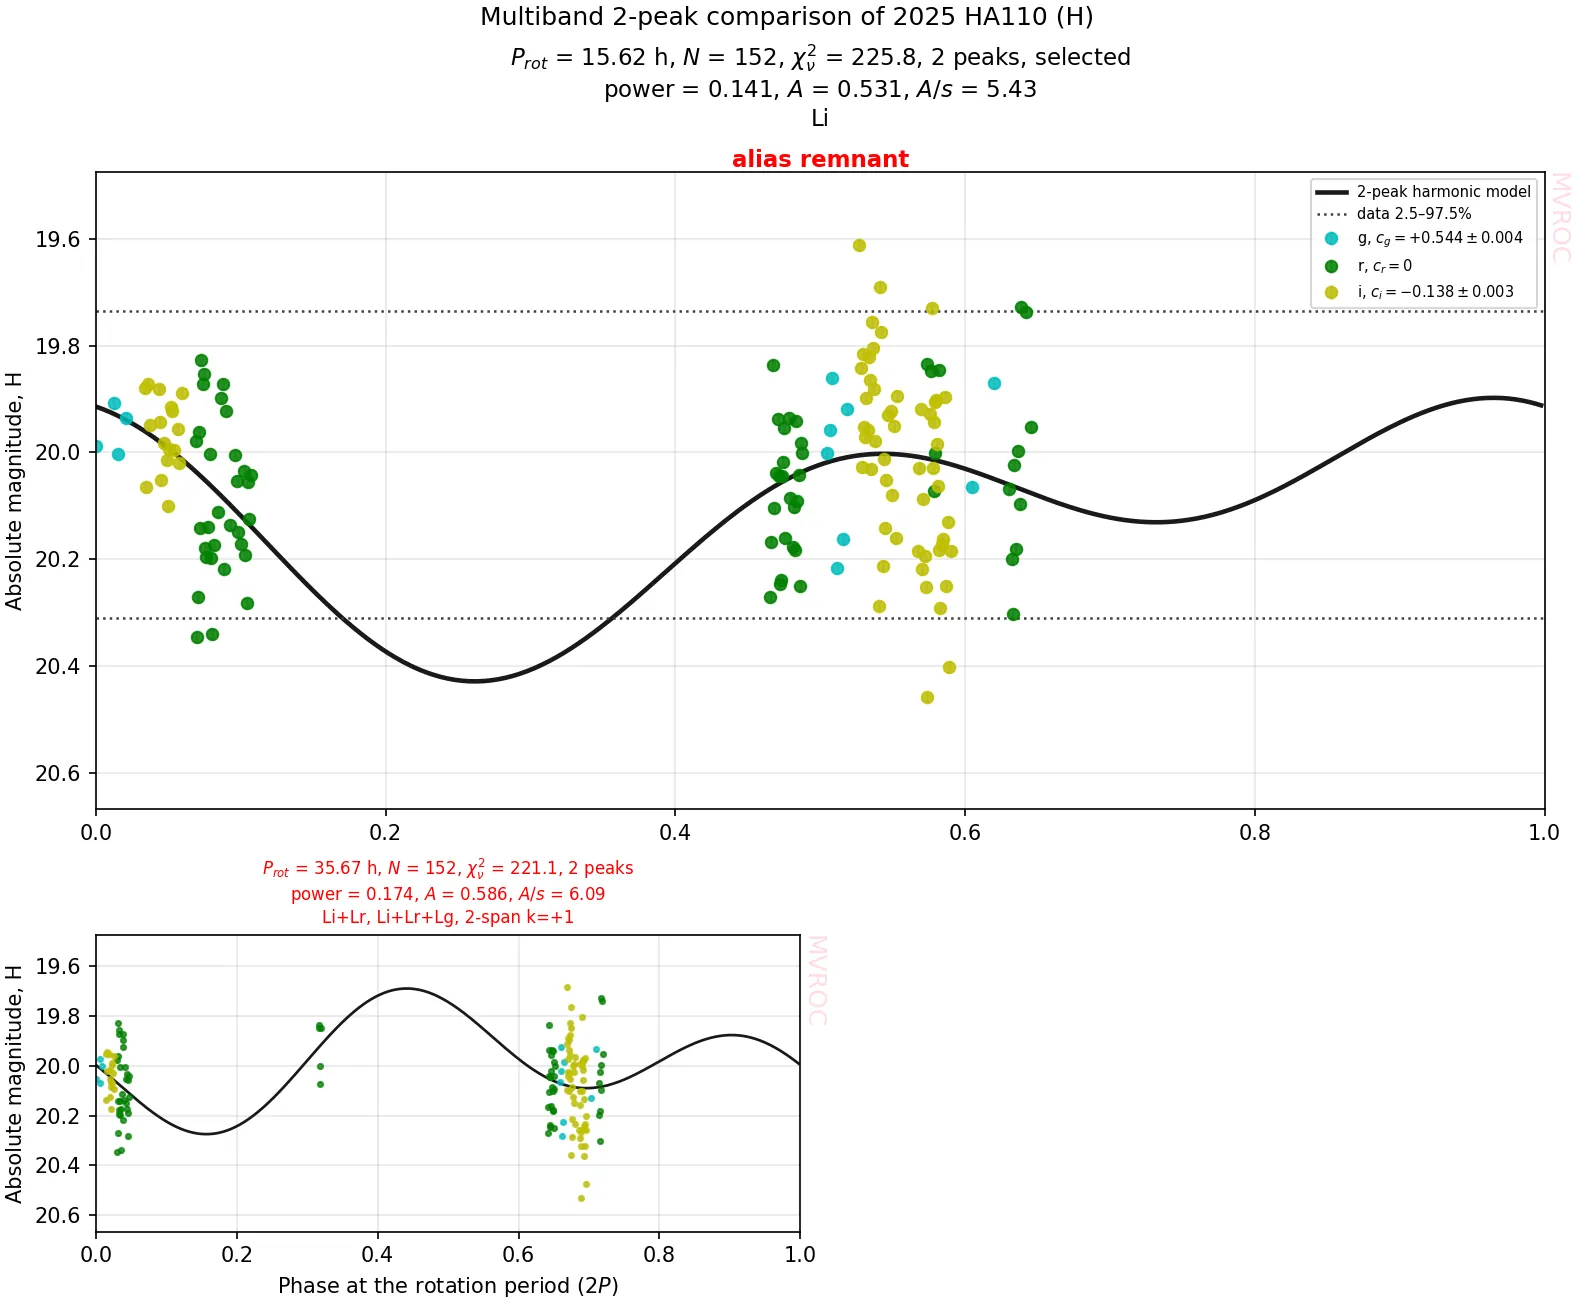 Multiband 2-peak comparison of 2025 HA110 (H)
P_rot = 15.62 h, N = 152, χ²_ν = 225.8, 2 peaks, selected
power = 0.141, A = 0.531, A/s = 5.43
Li
alias remnant
MVROC
2-peak harmonic model
data 2.5–97.5%
g, c_g = +0.544 ± 0.004
r, c_r = 0
i, c_i = −0.138 ± 0.003
Absolute magnitude, H
19.6
19.8
20.0
20.2
20.4
20.6
0.0 0.2 0.4 0.6 0.8 1.0
P_rot = 35.67 h, N = 152, χ²_ν = 221.1, 2 peaks
power = 0.174, A = 0.586, A/s = 6.09
Li+Lr, Li+Lr+Lg, 2-span k=+1
MVROC
Absolute magnitude, H
19.6
19.8
20.0
20.2
20.4
20.6
0.0 0.2 0.4 0.6 0.8 1.0
Phase at the rotation period (2P)